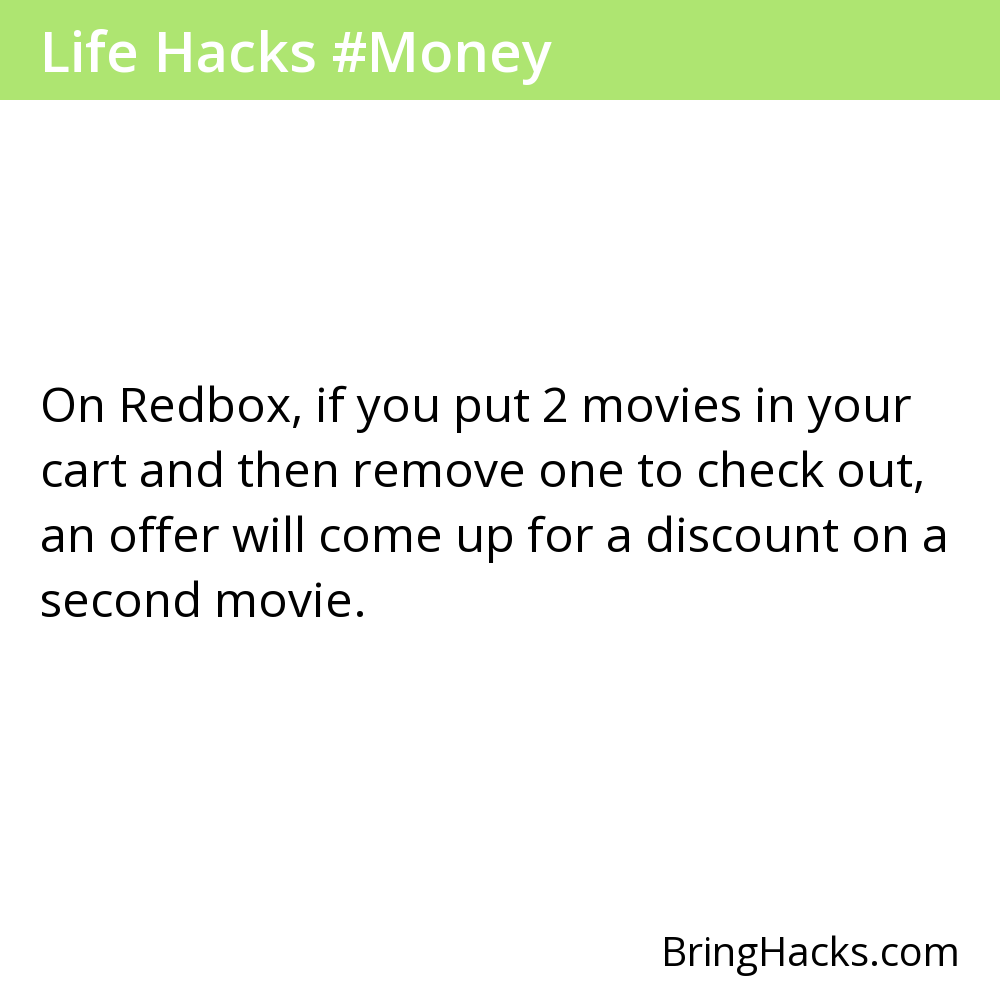 Life Hacks #Money
On Redbox, if you put 2 movies in your
cart and then remove one to check out,
an offer will come up for a discount on a
second movie.
BringHacks.com